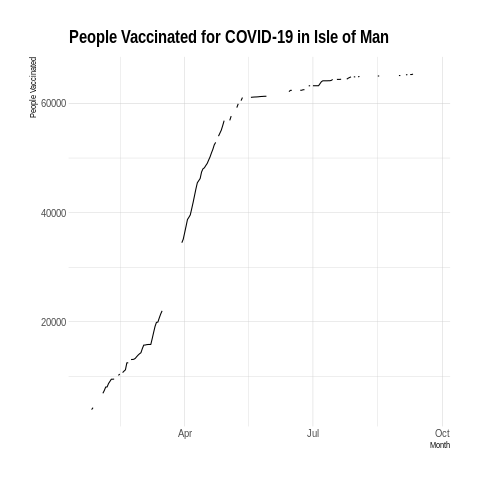 People Vaccinated for COVID-19 in Isle of Man
People Vaccinated
60000
40000
20000
Apr
Jul
Oct
Month